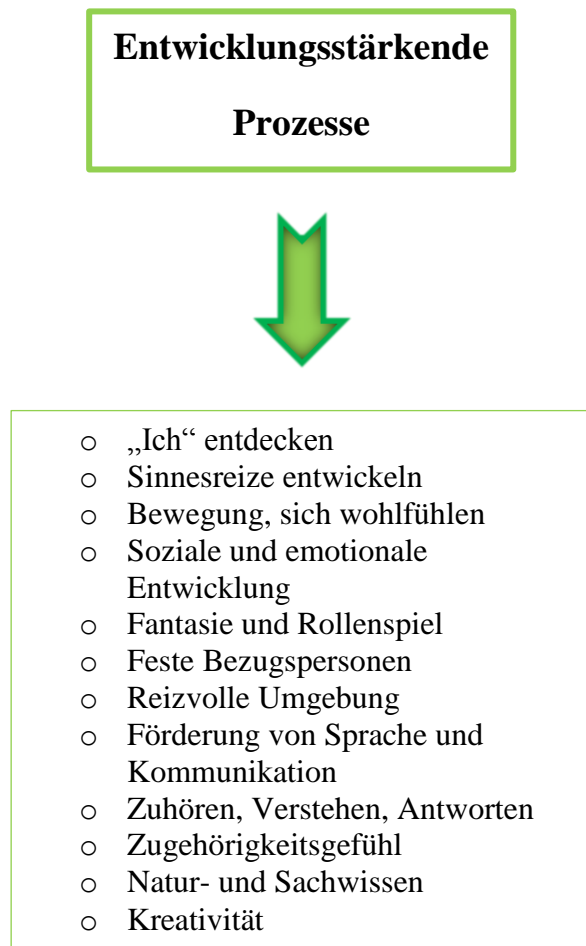 Entwicklungsstärkende
Prozesse
o „Ich“ entdecken
o Sinnesreize entwickeln
o Bewegung, sich wohlfühlen
o Soziale und emotionale
Entwicklung
o Fantasie und Rollenspiel
o Feste Bezugspersonen
o Reizvolle Umgebung
o Förderung von Sprache und
Kommunikation
o Zuhören, Verstehen, Antworten
o Zugehörigkeitsgefühl
o Natur- und Sachwissen
o Kreativität